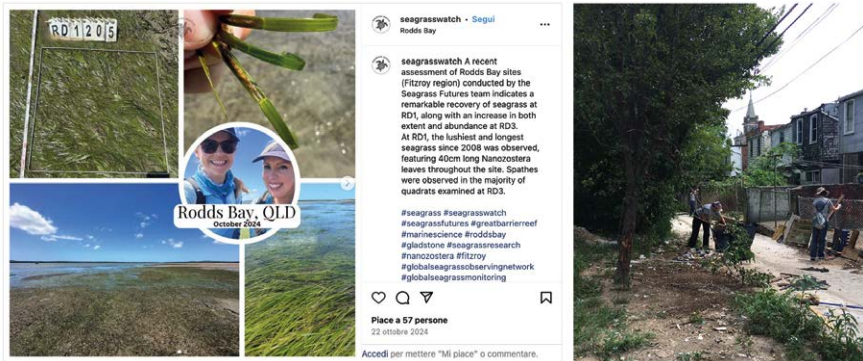 RD1205
Rodds Bay, QLD
October 2024
seagrasswatch • Segui
Rodds Bay
seagrasswatch A recent
assessment of Rodds Bay sites
(Fitzroy region) conducted by the
Seagrass Futures team indicates a
remarkable recovery of seagrass at
RD1, along with an increase in both
extent and abundance at RD3.
At RD1, the lushiest and longest
seagrass since 2008 was observed,
featuring 40cm long Nanozostera
leaves throughout the site. Spathes
were observed in the majority of
quadrats examined at RD3.
#seagrass #seagrasswatch
#seagrassfutures #greatbarrierreef
#marinescience #roddsbay
#gladstone #seagrassresearch
#nanozostera #fitzroy
#globalseagrassobservingnetwork
#globalseagrassmonitoring
Piace a 57 persone
22 ottobre 2024
Accedi per mettere "Mi piace" o commentare.